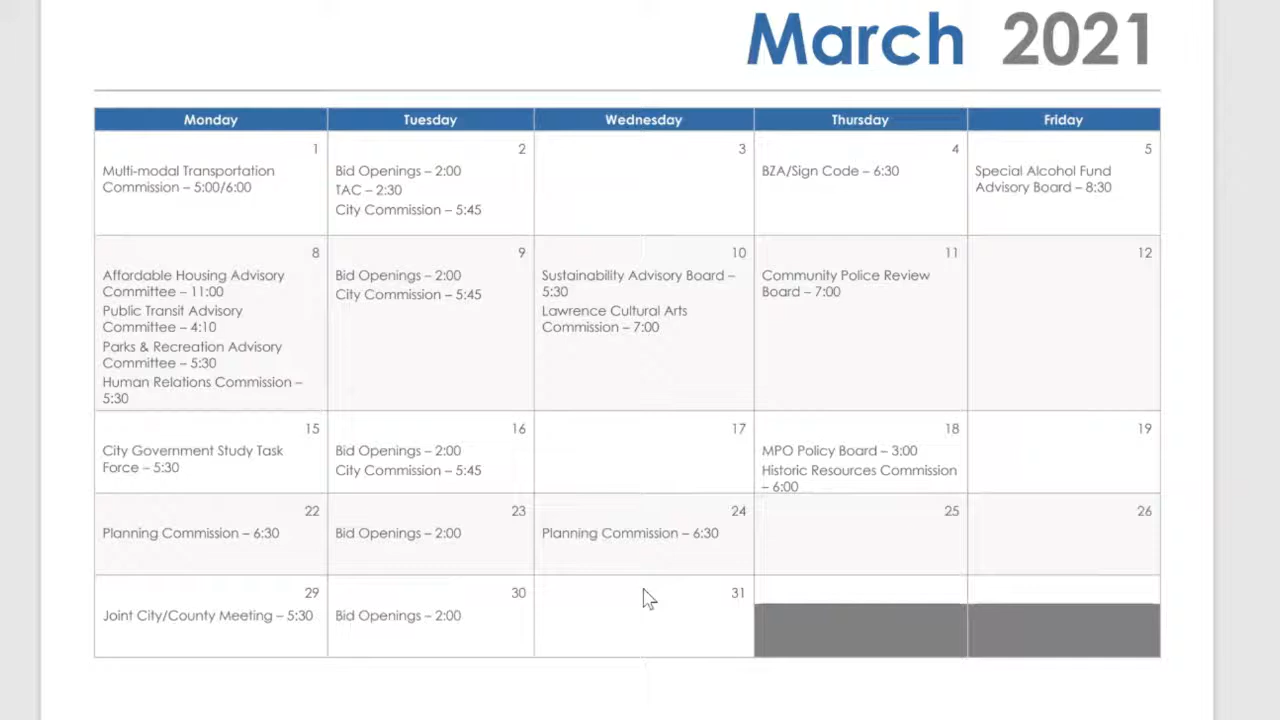 March 2021
Monday Tuesday Wednesday Thursday Friday
1
Multi-modal Transportation
Commission – 5:00/6:00
2
Bid Openings – 2:00
TAC – 2:30
City Commission – 5:45
3
4
BZA/Sign Code – 6:30
5
Special Alcohol Fund
Advisory Board – 8:30
8
Affordable Housing Advisory
Committee – 11:00
Public Transit Advisory
Committee – 4:10
Parks & Recreation Advisory
Committee – 5:30
Human Relations Commission –
5:30
9
Bid Openings – 2:00
City Commission – 5:45
10
Sustainability Advisory Board –
5:30
Lawrence Cultural Arts
Commission – 7:00
11
Community Police Review
Board – 7:00
12
15
City Government Study Task
Force – 5:30
16
Bid Openings – 2:00
City Commission – 5:45
17
18
MPO Policy Board – 3:00
Historic Resources Commission
– 6:00
19
22
Planning Commission – 6:30
23
Bid Openings – 2:00
24
Planning Commission – 6:30
25
26
29
Joint City/County Meeting – 5:30
30
Bid Openings – 2:00
31